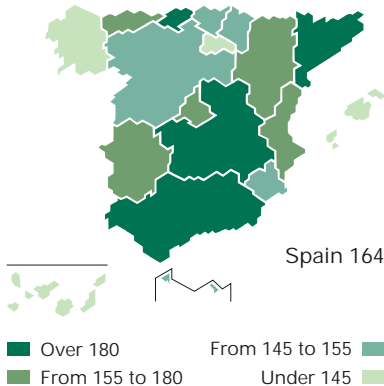 Spain 164
Over 180
From 145 to 155
From 155 to 180
Under 145